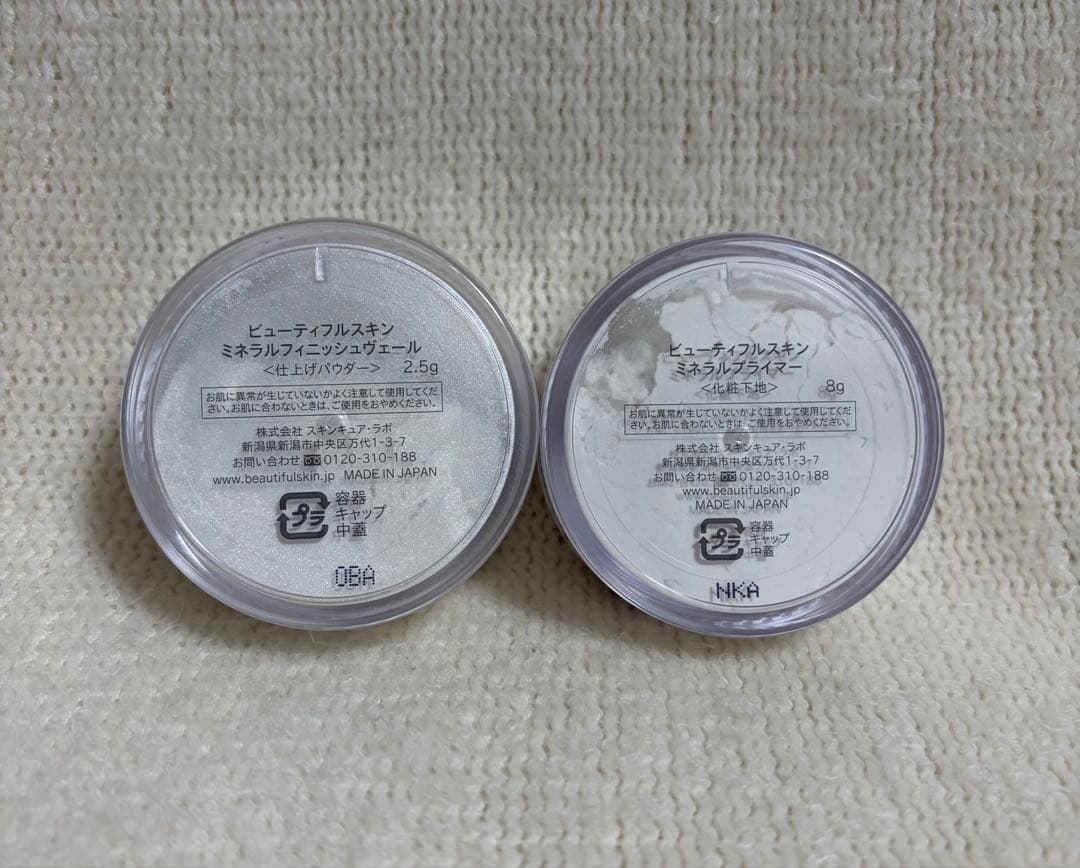 ビューティフルスキン
ミネラルフィニッシュヴェール
＜仕上げパウダー＞ 2.5g
お肌に異常が生じていないかよく注意して使用してくだ
さい。お肌に合わないときは、ご使用をおやめください。
株式会社 スキンキュア・ラボ
新潟県新潟市中央区万代1-3-7
お問い合わせ 0120-310-188
www.beautifulskin.jp MADE IN JAPAN
プラ
容器
キャップ
中蓋
OBA
ビューティフルスキン
ミネラルプライマー
＜化粧下地＞ 8g
お肌に異常が生じていないかよく注意して使用してくだ
さい。お肌に合わないときは、ご使用をおやめください。
株式会社 スキンキュア・ラボ
新潟県新潟市中央区万代1-3-7
お問い合わせ 0120-310-188
www.beautifulskin.jp
MADE IN JAPAN
プラ
容器
キャップ
中蓋
NKA